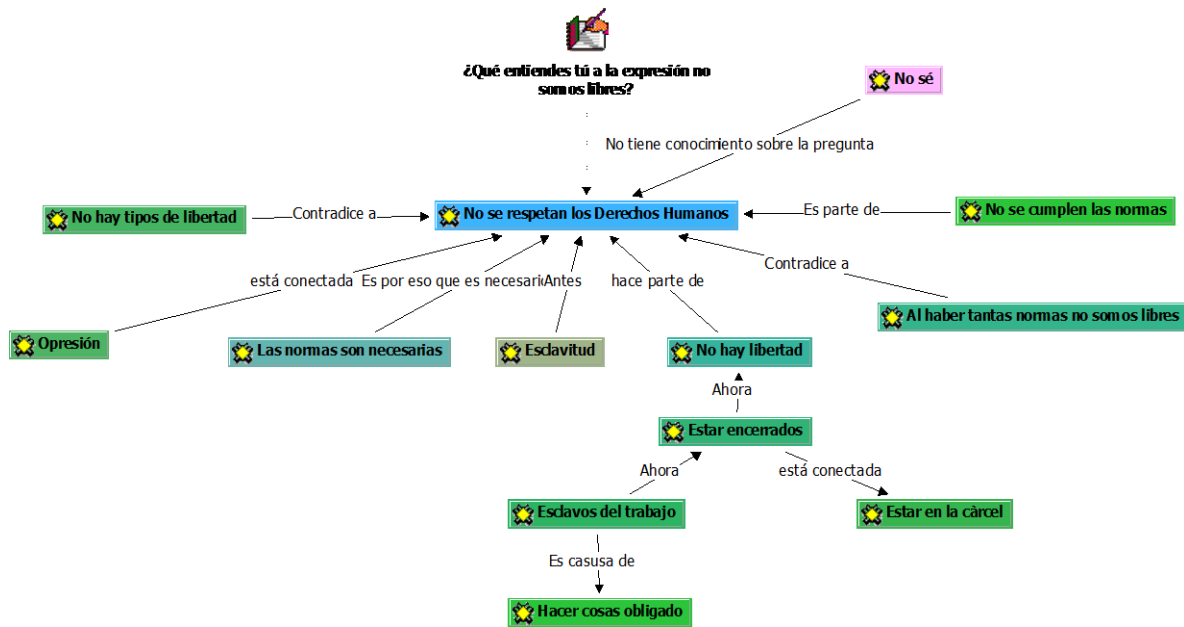 ¿Qué entiendes tú a la expresión no
somos libres?
No sé
No tiene conocimiento sobre la pregunta
No hay tipos de libertad
Contradice a
No se respetan los Derechos Humanos
Es parte de
No se cumplen las normas
está conectada
Es por eso que es necesari
Antes
hace parte de
Contradice a
Opresión
Las normas son necesarias
Esclavitud
No hay libertad
Al haber tantas normas no somos libres
Ahora
Estar encerrados
Ahora
está conectada
Esclavos del trabajo
Estar en la càrcel
Es casusa de
Hacer cosas obligado